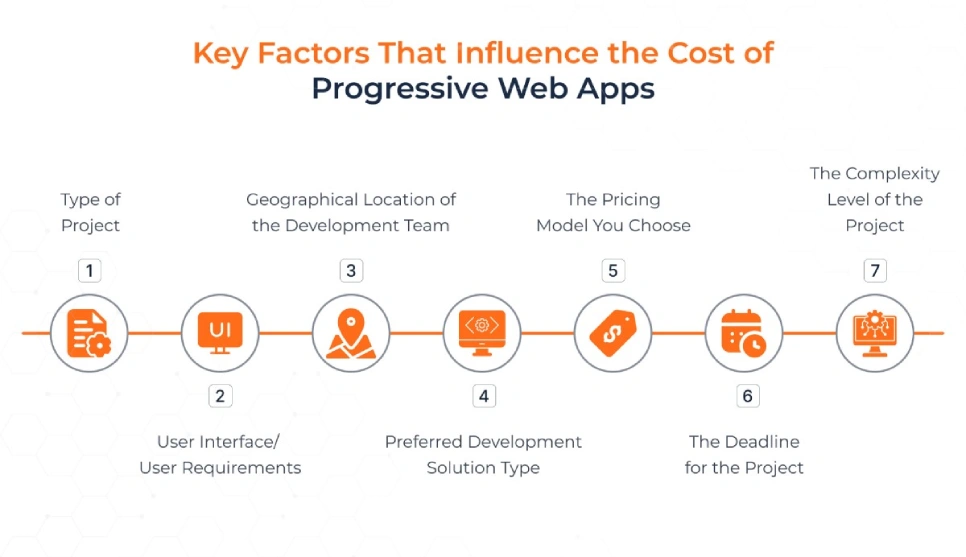 Key Factors That Influence the Cost of
Progressive Web Apps
Type of
Project
1
UI
2
User Interface/
User Requirements
Geographical Location of
the Development Team
3
4
Preferred Development
Solution Type
The Pricing
Model You Choose
5
$
6
The Deadline
for the Project
The Complexity
Level of the
Project
7